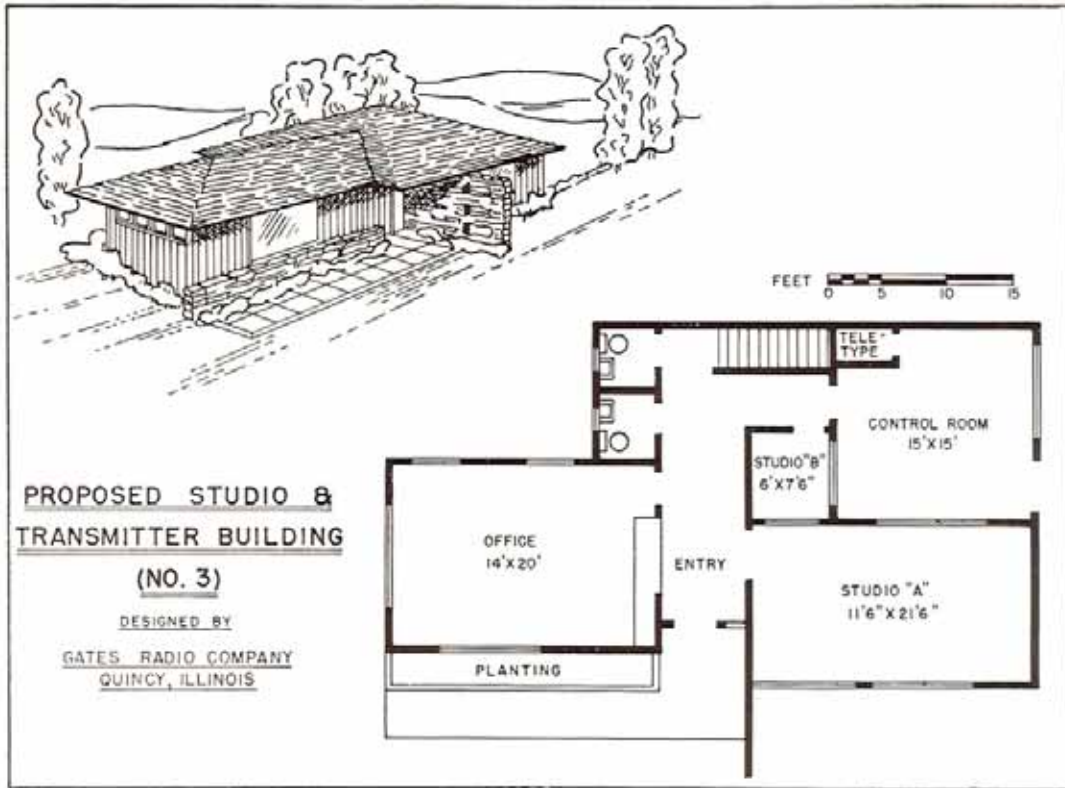 FEET 0 5 10 15
TELE-
TYPE
CONTROL ROOM
15'X15'
STUDIO "B"
6'X7'6"
PROPOSED STUDIO &
TRANSMITTER BUILDING
(NO. 3)
DESIGNED BY
GATES RADIO COMPANY
QUINCY, ILLINOIS
OFFICE
14'X20'
ENTRY
STUDIO "A"
11'6" X 21'6"
PLANTING